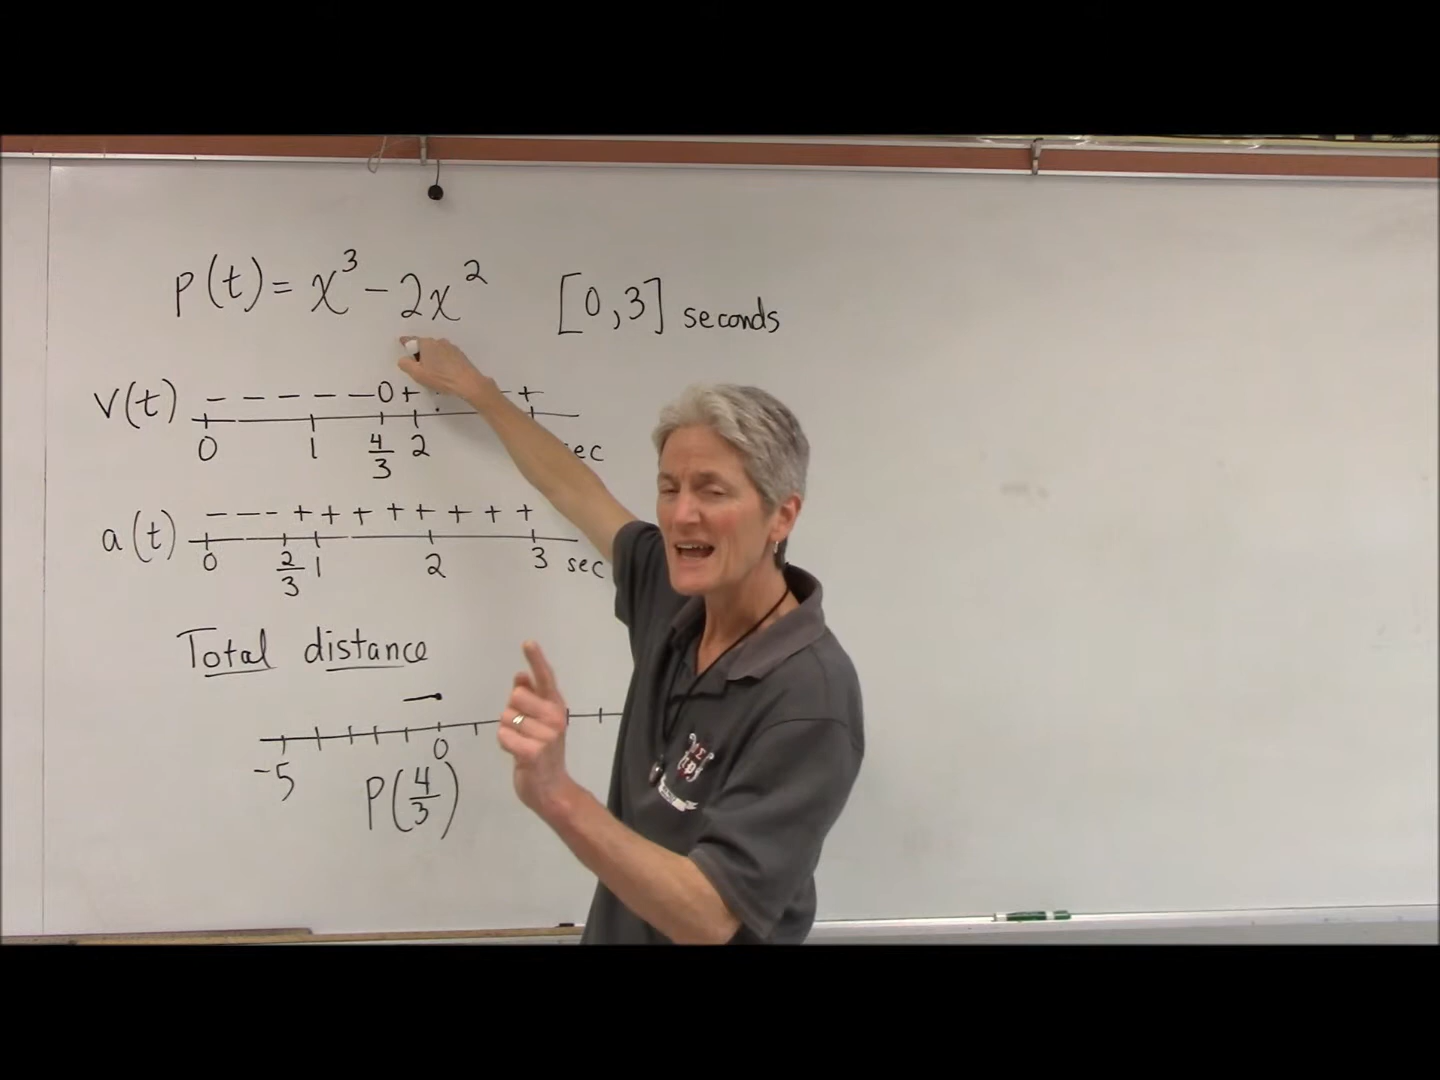 p(t) = x³ - 2x² [0,3] seconds
v(t) - - - - - 0 + +
0 1 4/3 2 sec
a(t) - - - + + + + + + + +
0 2/3 1 2 3 sec
Total distance
-5 0
P(4/3)